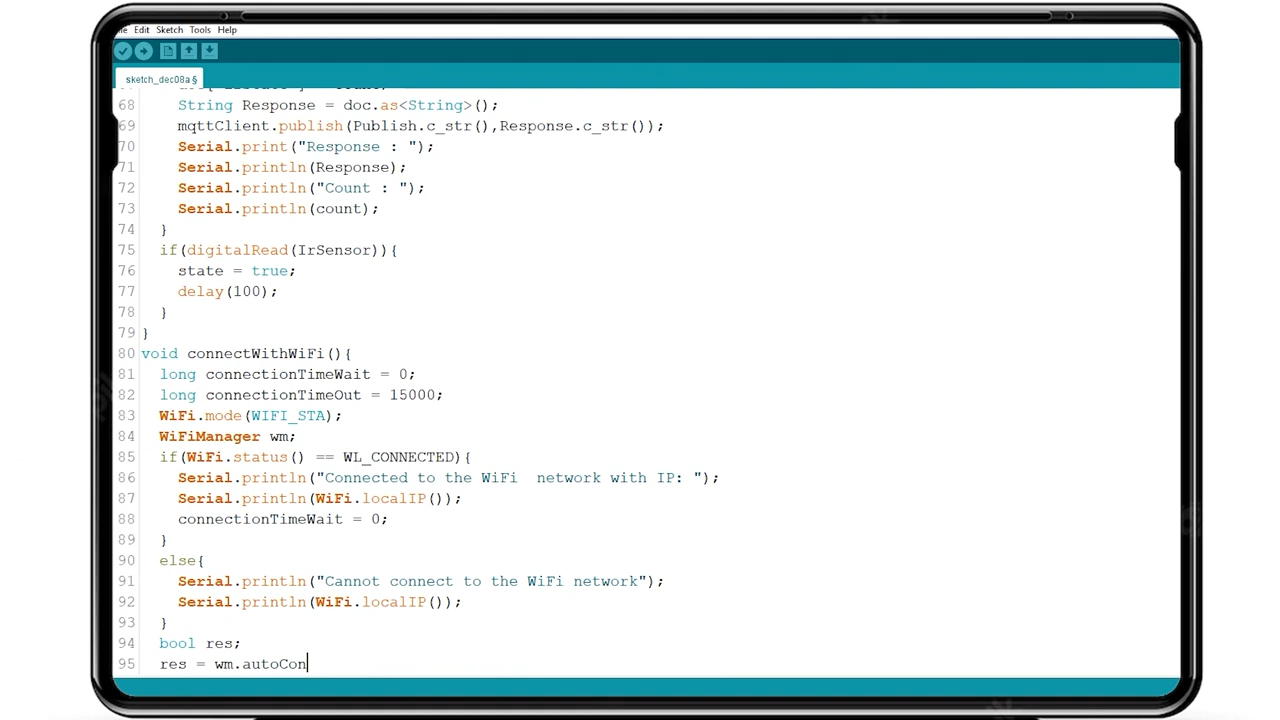 Edit Sketch Tools Help
sketch_dec08a §
68 String Response = doc.as<String>();
69 mqttClient.publish(Publish.c_str(),Response.c_str());
70 Serial.print("Response : ");
71 Serial.println(Response);
72 Serial.println("Count : ");
73 Serial.println(count);
74 }
75 if(digitalRead(IrSensor)){
76 state = true;
77 delay(100);
78 }
79 }
80 void connectWithWiFi(){
81 long connectionTimeWait = 0;
82 long connectionTimeOut = 15000;
83 WiFi.mode(WIFI_STA);
84 WiFiManager wm;
85 if(WiFi.status() == WL_CONNECTED){
86 Serial.println("Connected to the WiFi  network with IP: ");
87 Serial.println(WiFi.localIP());
88 connectionTimeWait = 0;
89 }
90 else{
91 Serial.println("Cannot connect to the WiFi network");
92 Serial.println(WiFi.localIP());
93 }
94 bool res;
95 res = wm.autoCon